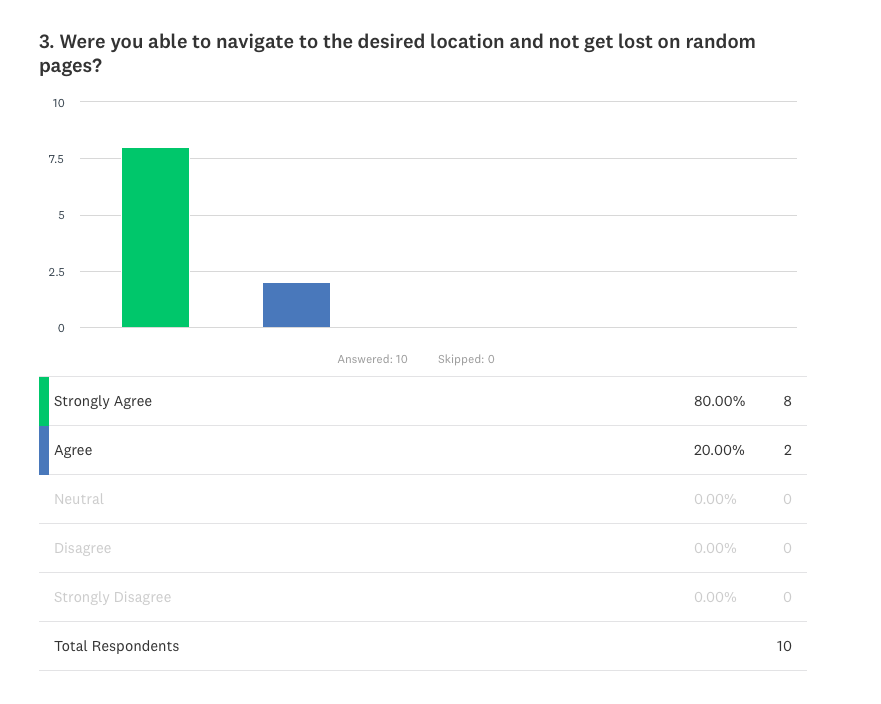 3. Were you able to navigate to the desired location and not get lost on random
pages?
10
7.5
5
2.5
0
Answered: 10 Skipped: 0
Strongly Agree 80.00% 8
Agree 20.00% 2
Neutral 0.00% 0
Disagree 0.00% 0
Strongly Disagree 0.00% 0
Total Respondents 10